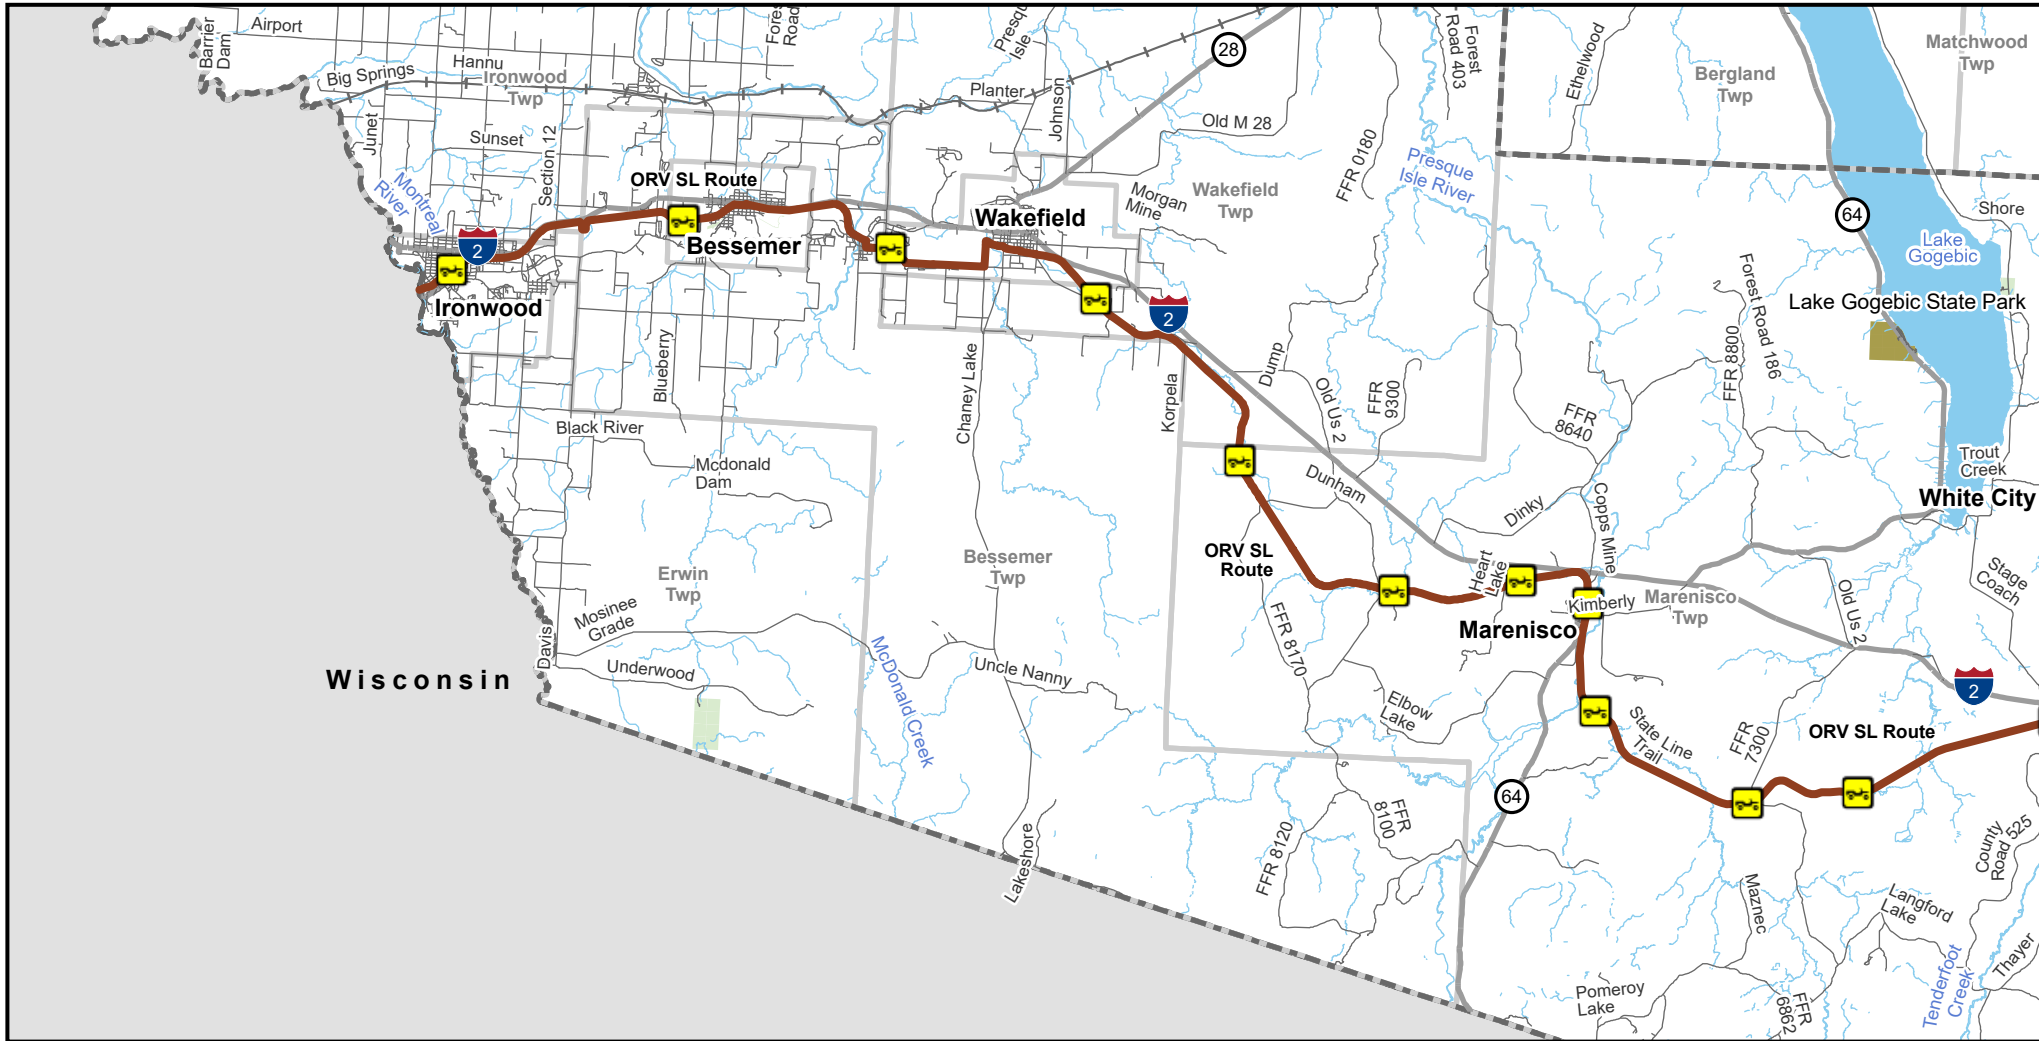 Airport
Barrier
Dam
Big Springs
Hannu
Ironwood
Twp
Junet
Sunset
Section 12
Forest
Road
Presque
Isle
Planter
Johnson
28
Old M 28
Forest
Road 403
Ethelwood
Bergland
Twp
Matchwood
Twp
Montreal
River
ORV SL Route
Morgan
Mine
Wakefield
Twp
FFR 0180
Presque
Isle River
64
Shore
Lake
Gogebic
2
Bessemer
Wakefield
Ironwood
2
Lake Gogebic State Park
Forest Road 186
FFR 8800
Blueberry
Chaney Lake
Korpela
Dump
Old Us 2
FFR
9300
FFR
8640
Black River
Mcdonald
Dam
Dunham
Dinky
Copps Mine
Trout
Creek
White City
ORV SL
Route
Heart
Lake
Kimberly
Marenisco
Twp
Marenisco
Old Us 2
Stage
Coach
Erwin
Twp
Bessemer
Twp
Mosinee
Grade
Davis
Underwood
McDonald Creek
Uncle Nanny
FFR 8170
Elbow
Lake
Wisconsin
State Line
Trail
FFR
7300
2
ORV SL Route
64
FFR
8100
FFR 8120
Lakeshore
County
Road 525
Maznec
Langford
Lake
Thayer
Tenderfoot
Creek
Pomeroy
Lake
FFR
6862